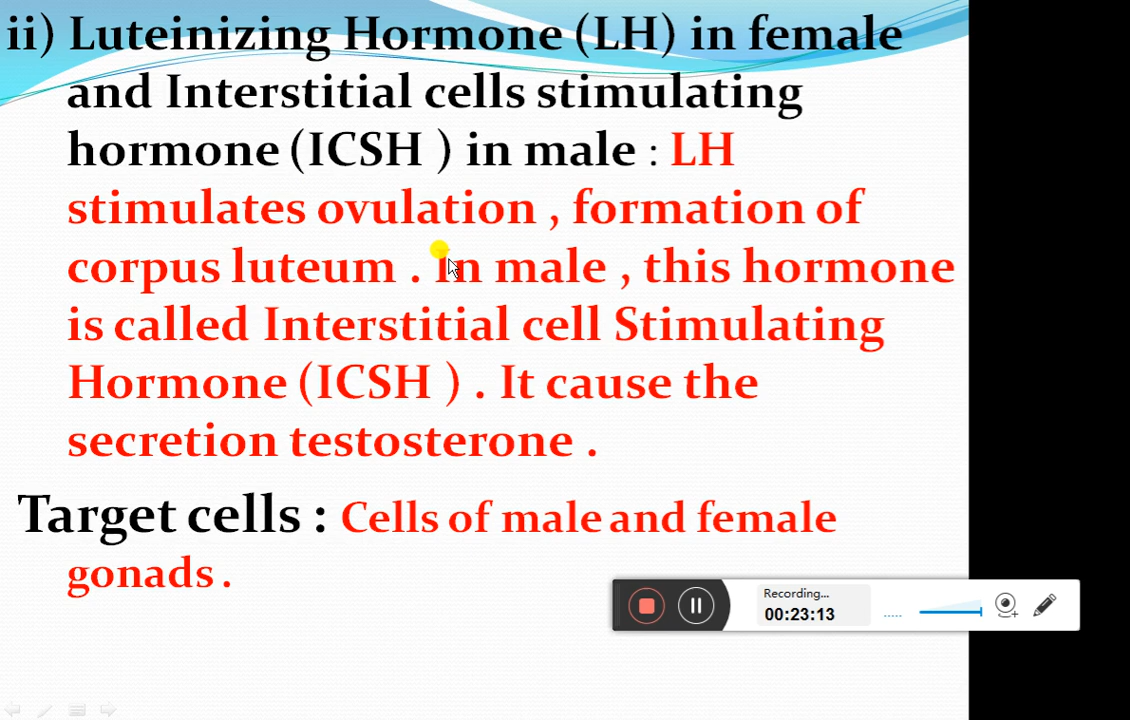 ii) Luteinizing Hormone (LH) in female
and Interstitial cells stimulating
hormone (ICSH ) in male : LH
stimulates ovulation , formation of
corpus luteum . In male , this hormone
is called Interstitial cell Stimulating
Hormone (ICSH ) . It cause the
secretion testosterone .
Target cells : Cells of male and female
gonads .
Recording...
00:23:13